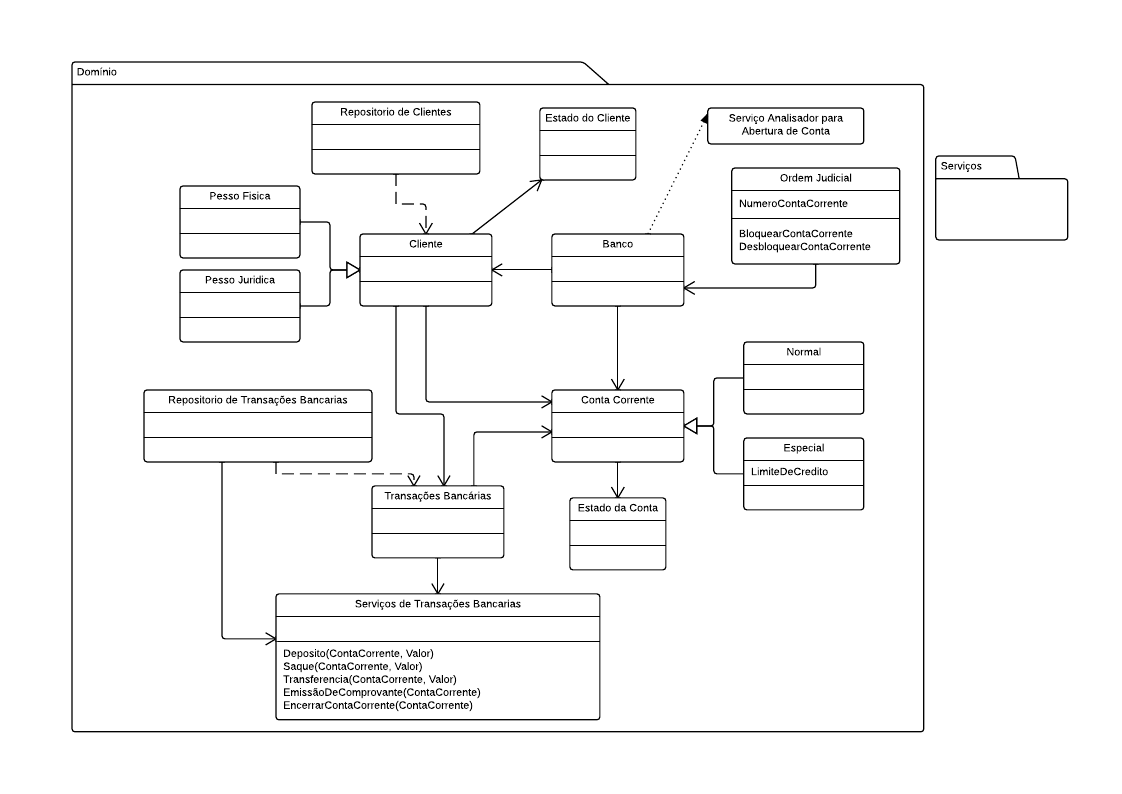 Domínio
Repositorio de Clientes
Estado do Cliente
Serviço Analisador para
Abertura de Conta
Serviços
Ordem Judicial
NumeroContaCorrente
BloquearContaCorrente
DesbloquearContaCorrente
Pesso Fisica
Cliente
Banco
Pesso Juridica
Normal
Repositorio de Transações Bancarias
Conta Corrente
Especial
LimiteDeCredito
Transações Bancárias
Estado da Conta
Serviços de Transações Bancarias
Deposito(ContaCorrente, Valor)
Saque(ContaCorrente, Valor)
Transferencia(ContaCorrente, Valor)
EmissãoDeComprovante(ContaCorrente)
EncerrarContaCorrente(ContaCorrente)